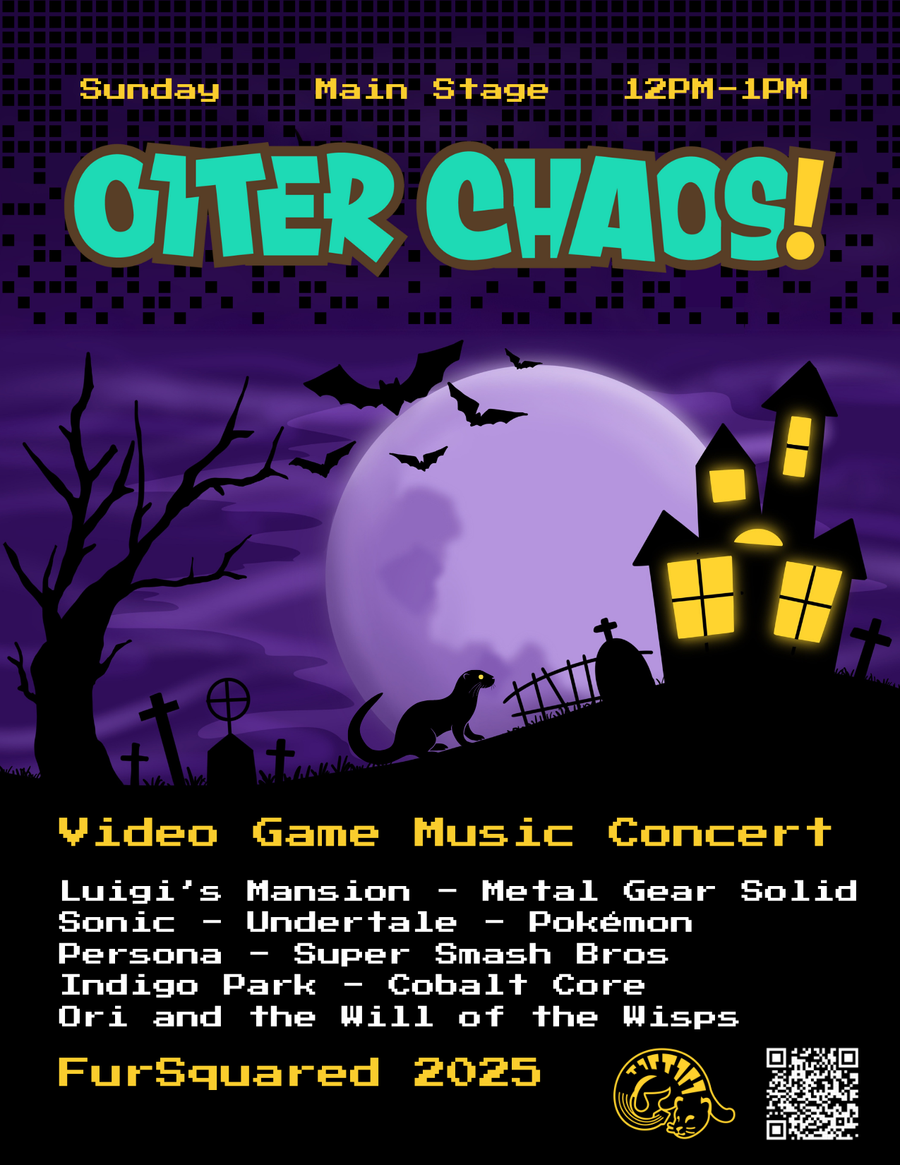 Sunday Main Stage 12PM-1PM
OTTER CHAOS!
Video Game Music Concert
Luigi's Mansion - Metal Gear Solid
Sonic - Undertale - Pokémon
Persona - Super Smash Bros
Indigo Park - Cobalt Core
Ori and the Will of the Wisps
FurSquared 2025